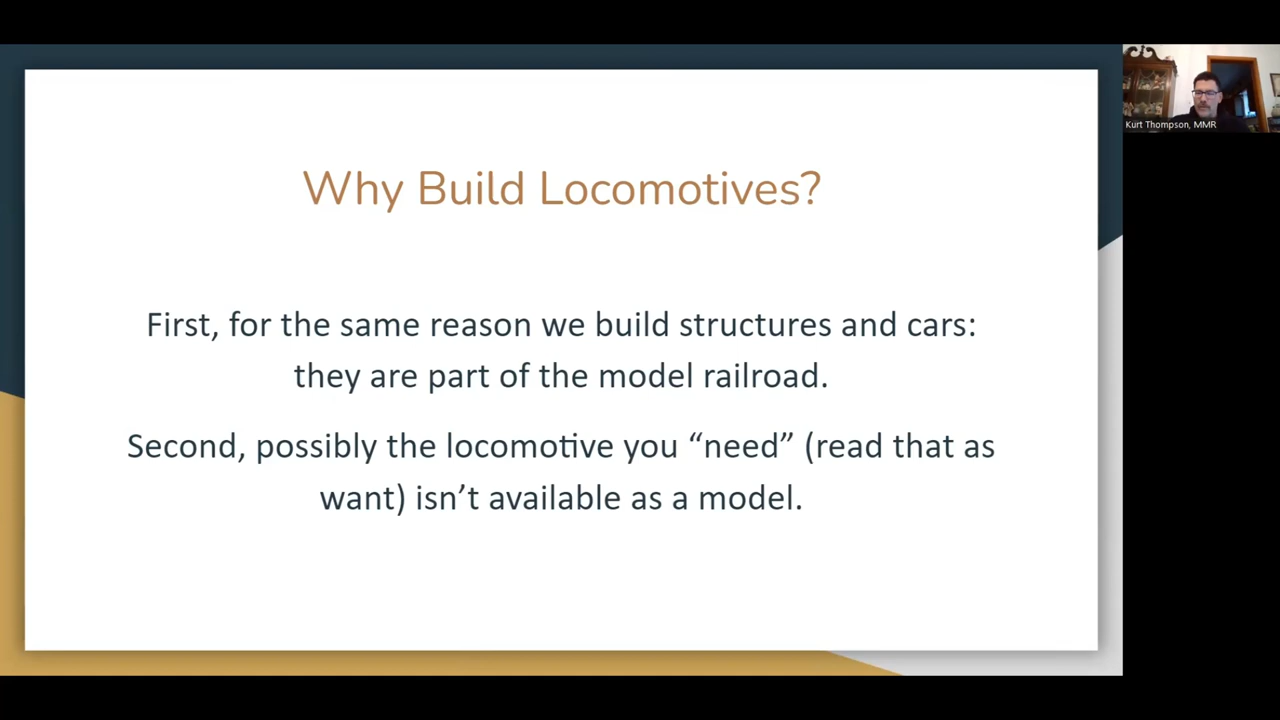 Why Build Locomotives?
First, for the same reason we build structures and cars:
they are part of the model railroad.
Second, possibly the locomotive you “need” (read that as
want) isn’t available as a model.
Kurt Thompson, MMR